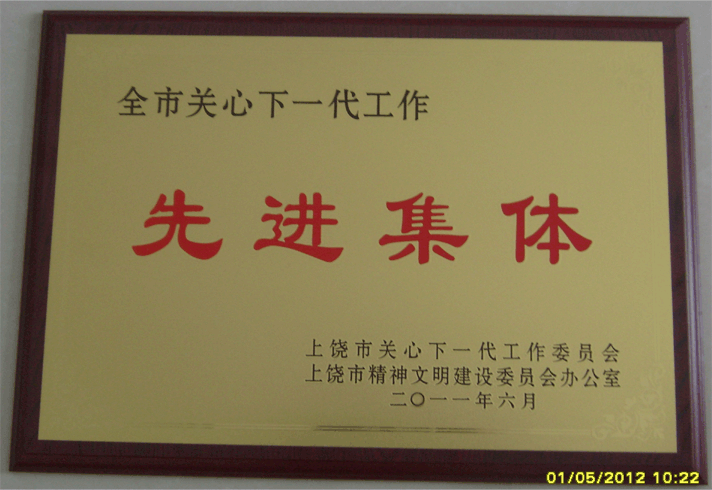 全市关心下一代工作
先进集体
上饶市关心下一代工作委员会
上饶市精神文明建设委员会办公室
二〇一一年六月
01/05/2012 10:22